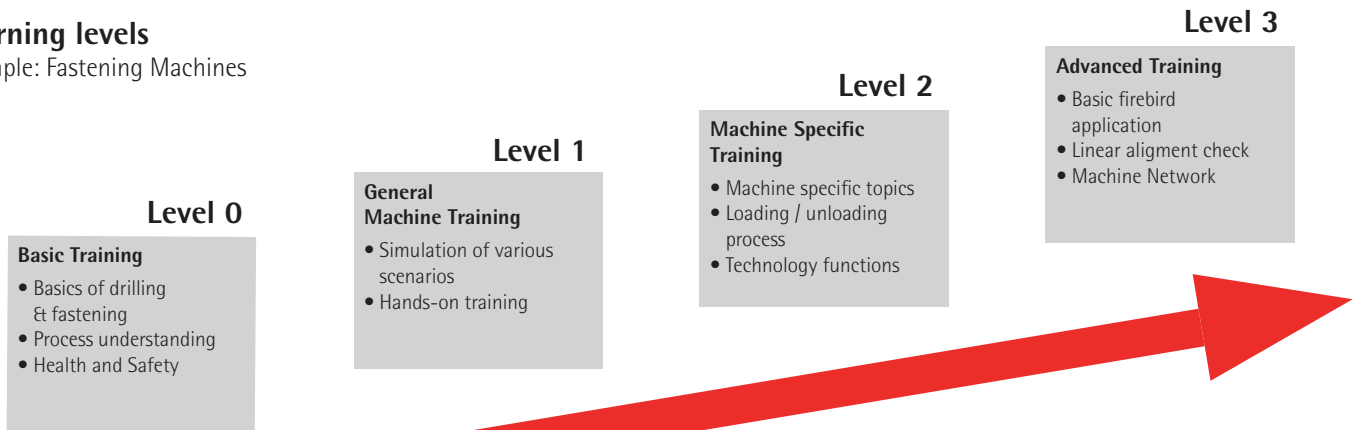 rning levels
ple: Fastening Machines
Level 0
Basic Training
• Basics of drilling
& fastening
• Process understanding
• Health and Safety
Level 1
General
Machine Training
• Simulation of various
scenarios
• Hands-on training
Level 2
Machine Specific
Training
• Machine specific topics
• Loading / unloading
process
• Technology functions
Level 3
Advanced Training
• Basic firebird
application
• Linear aligment check
• Machine Network